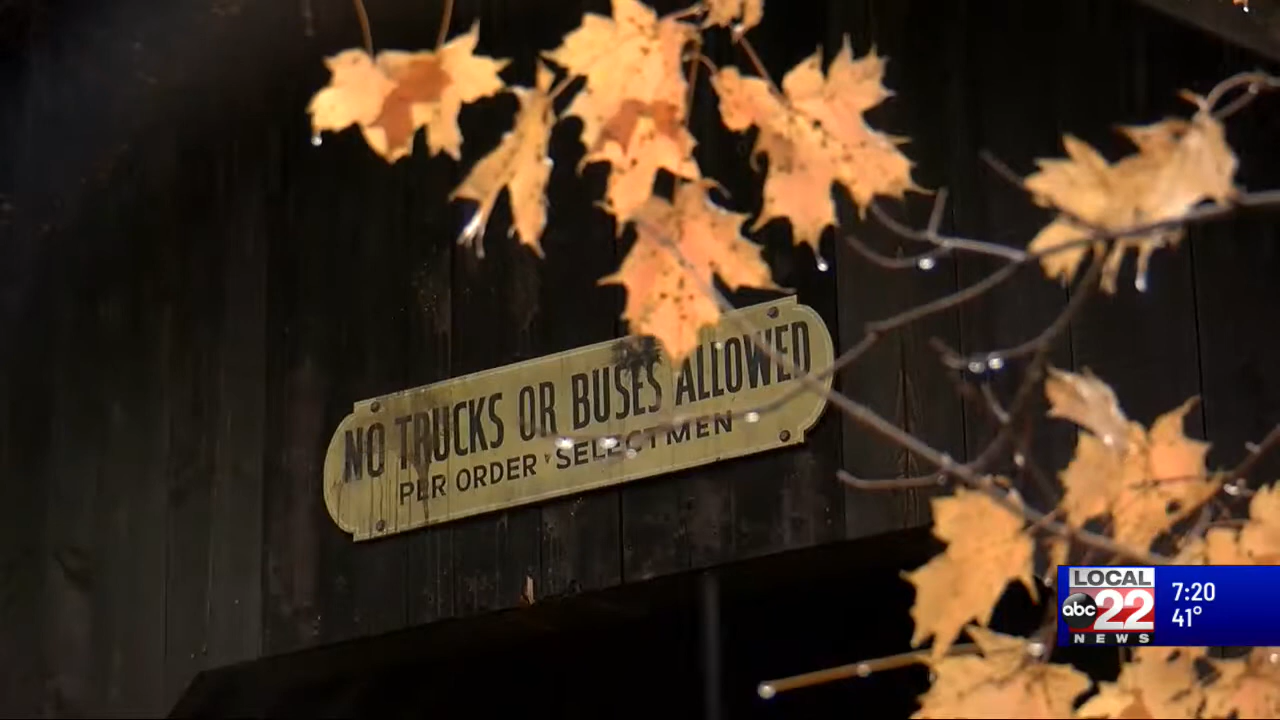 NO TRUCKS OR BUSES ALLOWED
PER ORDER SELECTMEN
LOCAL
abc 22
NEWS
7:20
41°